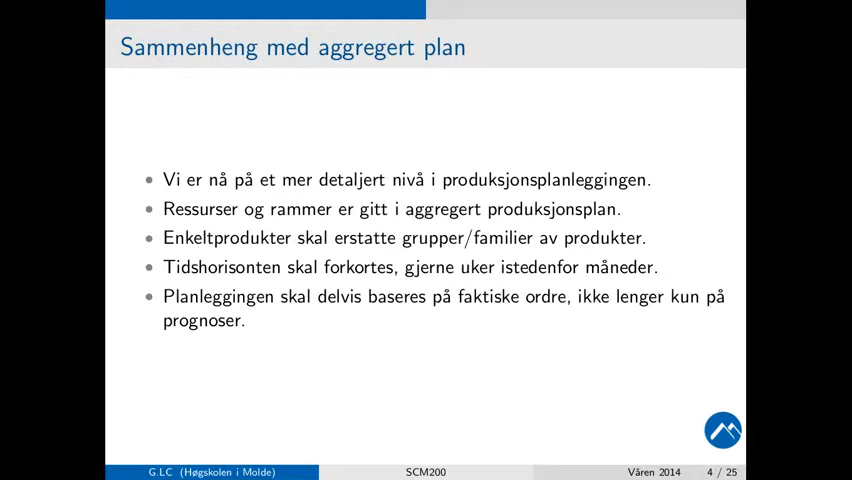 Sammenheng med aggregert plan
• Vi er nå på et mer detaljert nivå i produksjonsplanleggingen.
• Ressurser og rammer er gitt i aggregert produksjonsplan.
• Enkeltprodukter skal erstatte grupper/familier av produkter.
• Tidshorisonten skal forkortes, gjerne uker istedenfor måneder.
• Planleggingen skal delvis baseres på faktiske ordre, ikke lenger kun på
prognoser.
G.LC (Høgskolen i Molde) SCM200 Våren 2014 4 / 25